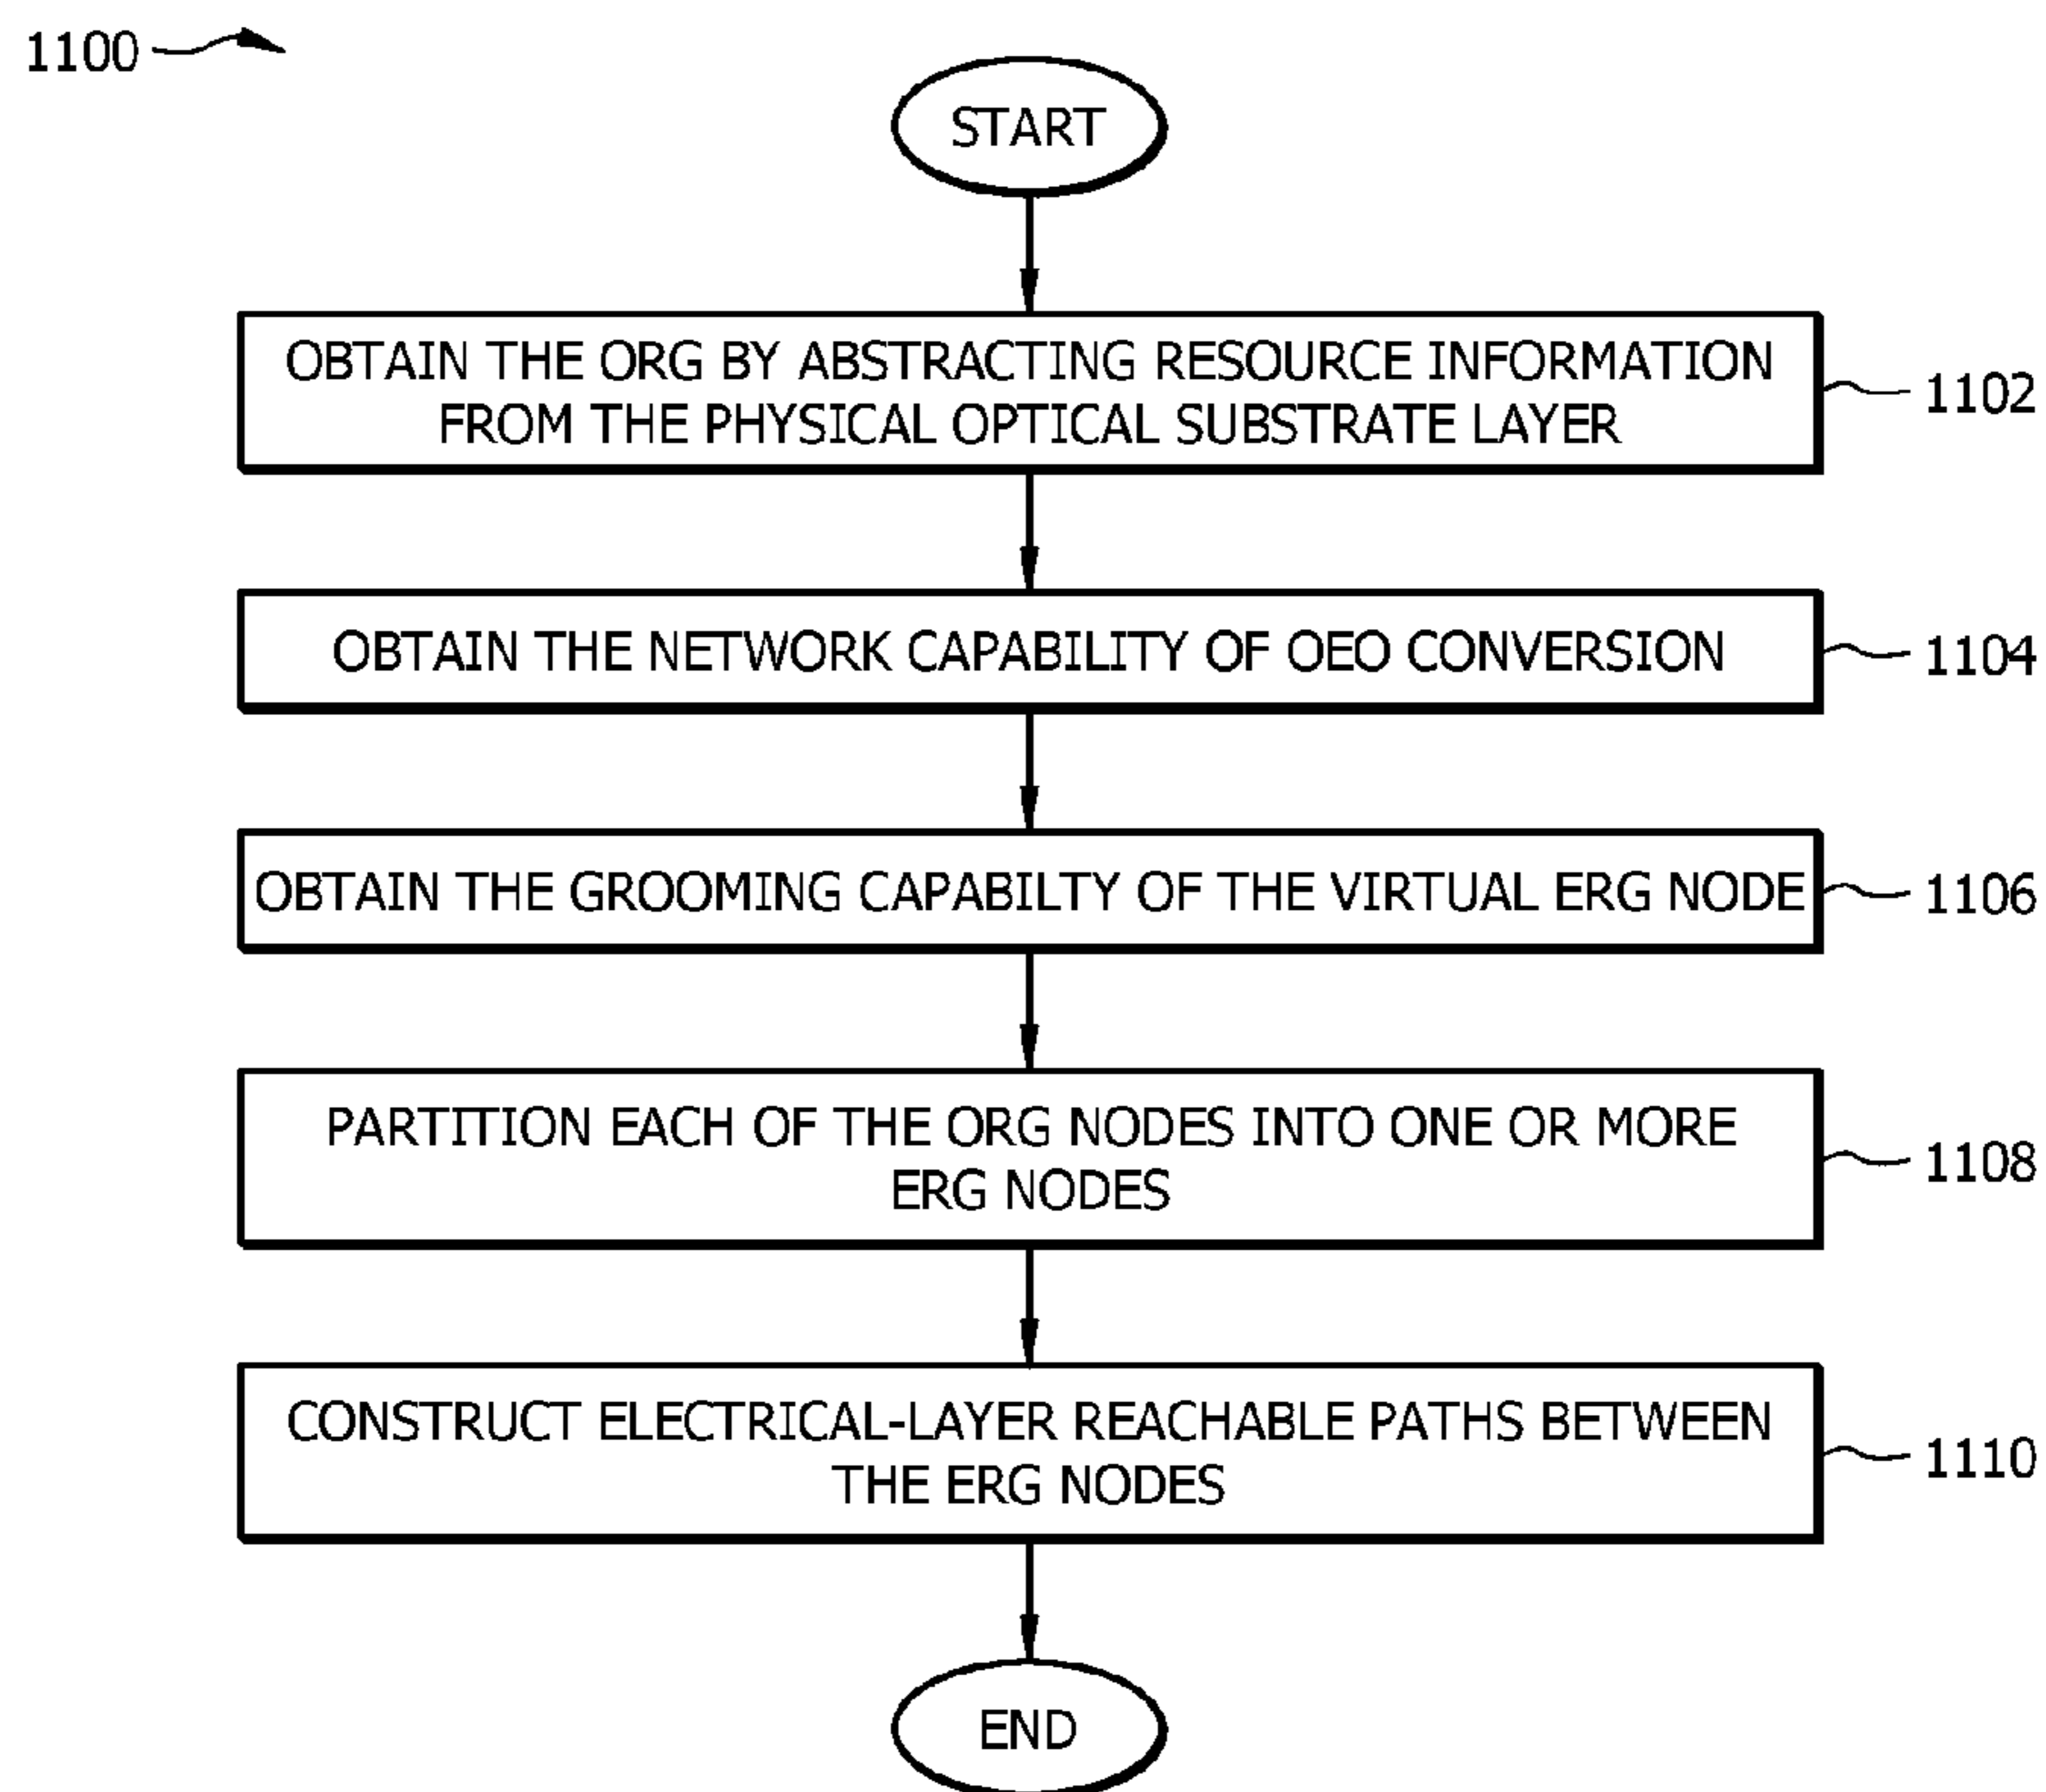 1100
START
OBTAIN THE ORG BY ABSTRACTING RESOURCE INFORMATION
FROM THE PHYSICAL OPTICAL SUBSTRATE LAYER
1102
OBTAIN THE NETWORK CAPABILITY OF OEO CONVERSION
1104
OBTAIN THE GROOMING CAPABILTY OF THE VIRTUAL ERG NODE
1106
PARTITION EACH OF THE ORG NODES INTO ONE OR MORE
ERG NODES
1108
CONSTRUCT ELECTRICAL-LAYER REACHABLE PATHS BETWEEN
THE ERG NODES
1110
END